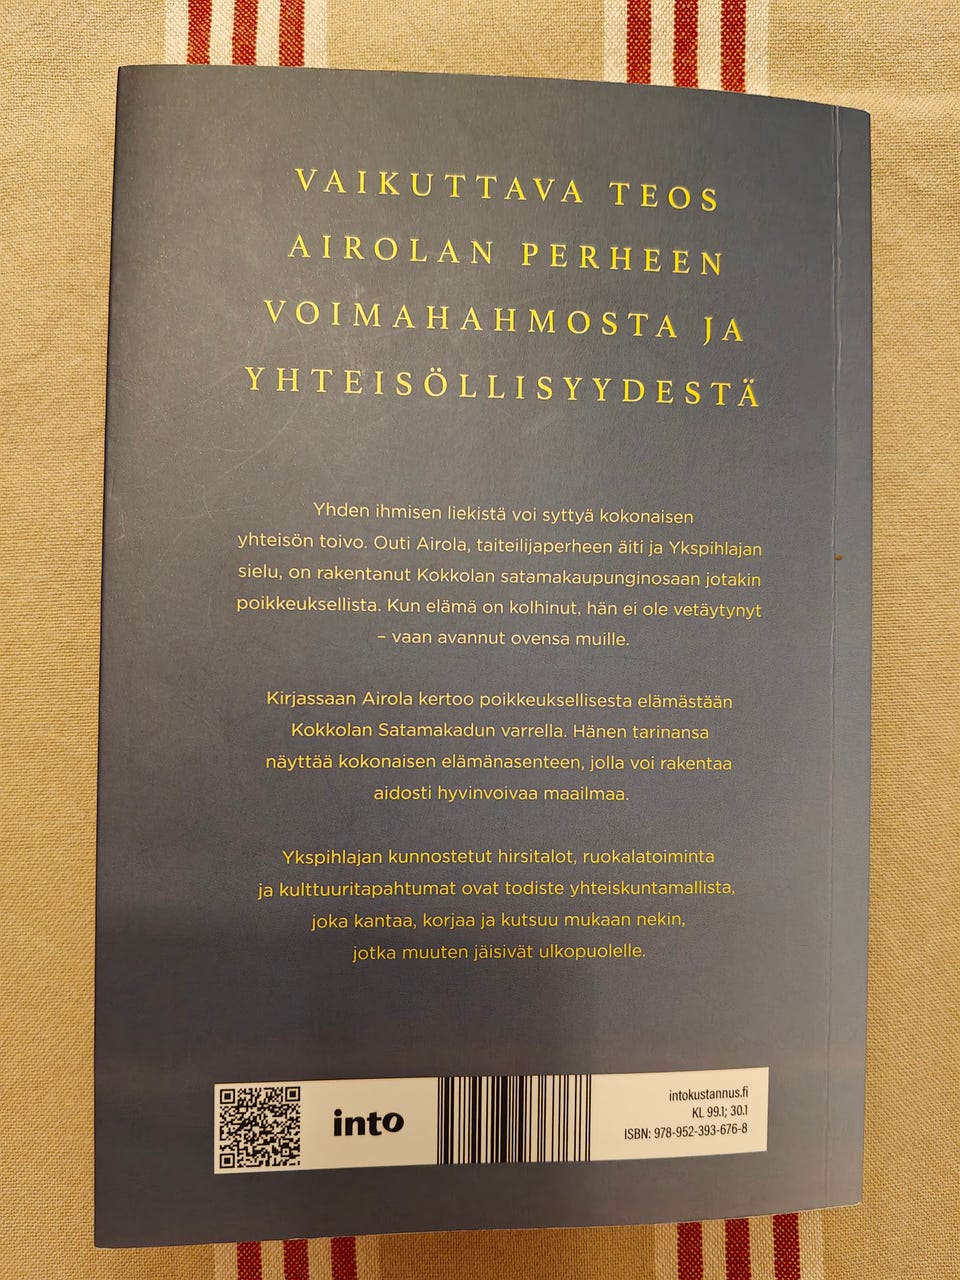 VAIKUTTAVA TEOS
AIROLAN PERHEEN
VOIMAHAHMOSTA JA
YHTEISÖLLISYYDESTÄ
Yhden ihmisen liekistä voi syttyä kokonaisen
yhteisön toivo. Outi Airola, taiteilijaperheen äiti ja Ykspihlajan
sielu, on rakentanut Kokkolan satamakaupunginosaan jotakin
poikkeuksellista. Kun elämä on kolhinut, hän ei ole vetäytynyt
– vaan avannut ovensa muille.
Kirjassaan Airola kertoo poikkeuksellisesta elämästään
Kokkolan Satamakadun varrella. Hänen tarinansa
näyttää kokonaisen elämänasenteen, jolla voi rakentaa
aidosti hyvinvoivaa maailmaa.
Ykspihlajan kunnostetut hirsitalot, ruokalatoiminta
ja kulttuuritapahtumat ovat todiste yhteiskuntamallista,
joka kantaa, korjaa ja kutsuu mukaan nekin,
jotka muuten jäisivät ulkopuolelle.
into
intokustannus.fi
KL 99.1; 30.1
ISBN: 978-952-393-676-8